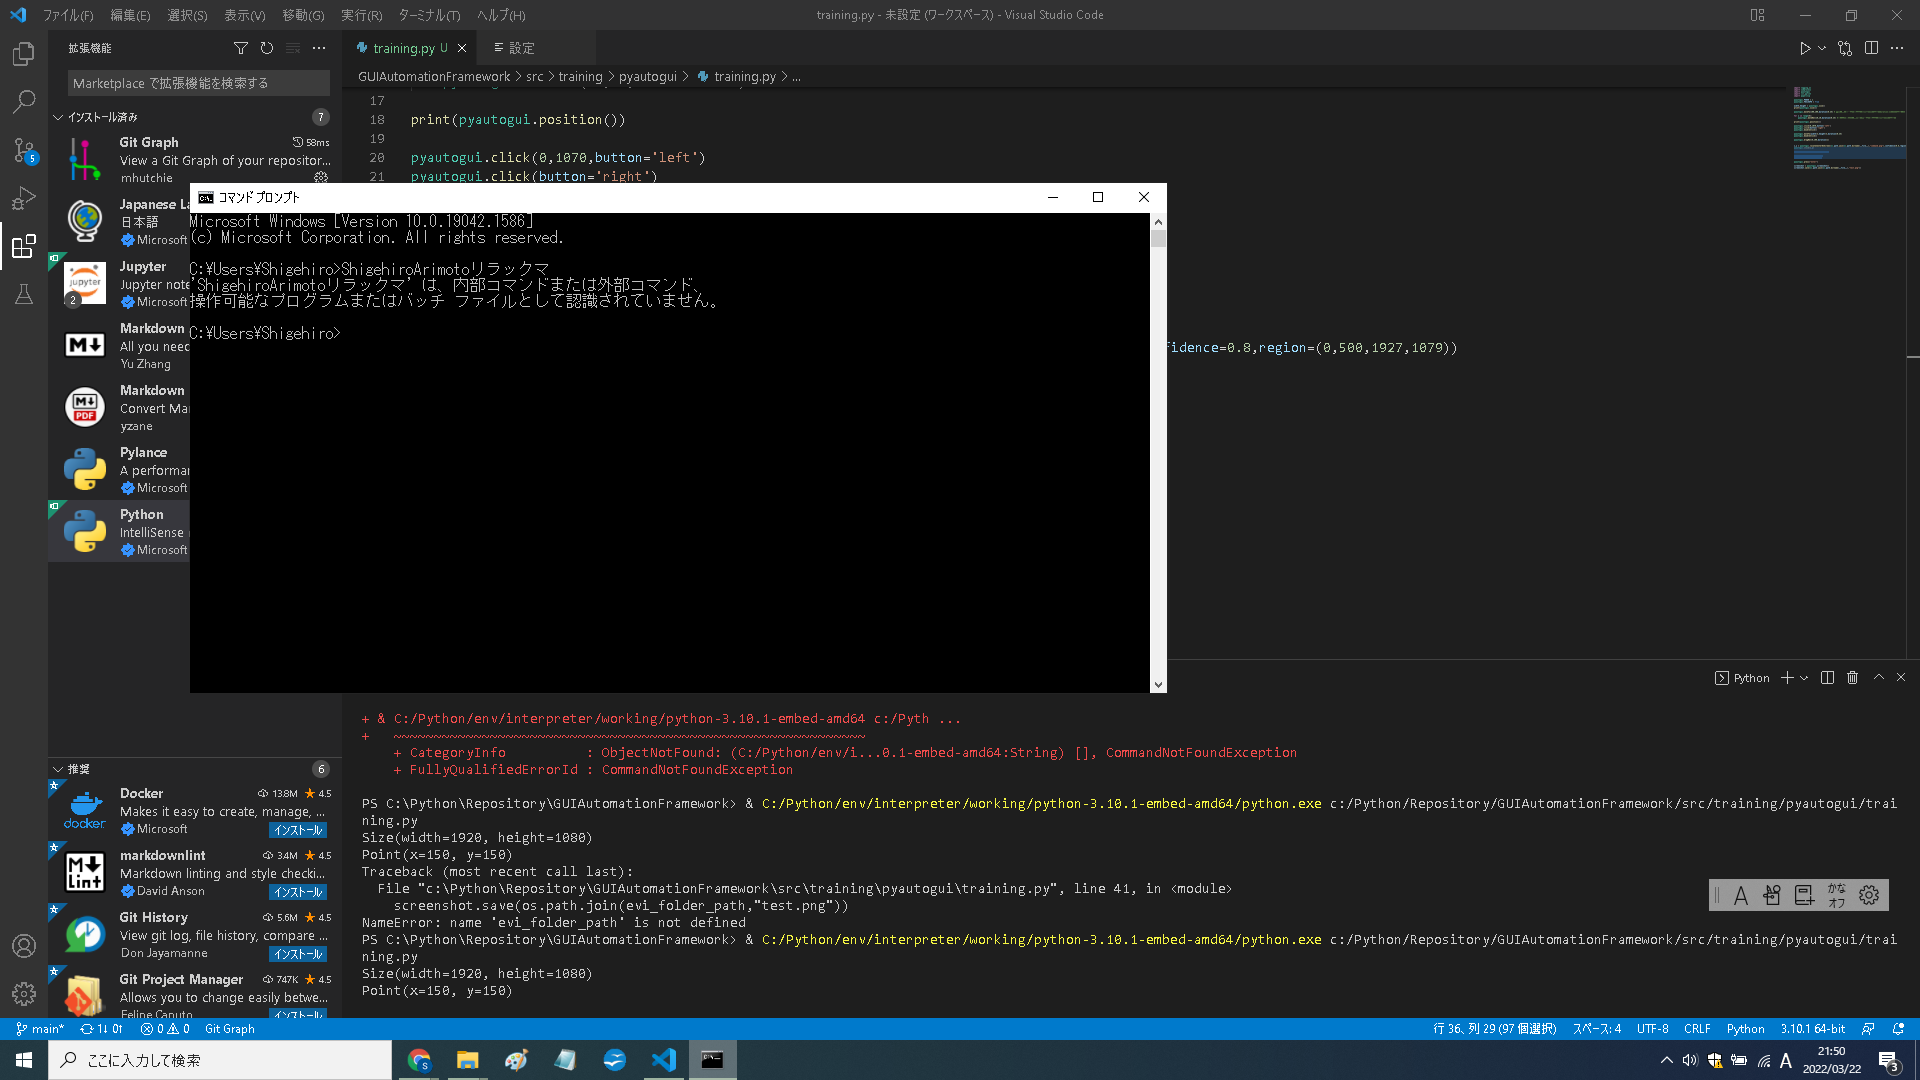 ファイル(F) 編集(E) 選択(S) 表示(V) 移動(G) 実行(R) ターミナル(T) ヘルプ(H)
training.py - 未設定 (ワークスペース) - Visual Studio Code
拡張機能
Marketplace で拡張機能を検索する
インストール済み 7
Git Graph 58ms
View a Git Graph of your repositor...
mhutchie
Japanese La
日本語
Microsoft
Jupyter
Jupyter note
Microsoft
jupyter
2
Markdown
All you need
Yu Zhang
Markdown
Convert Mar
yzane
PDF
Pylance
A performan
Microsoft
Python
IntelliSense
Microsoft
推奨 6
Docker 13.8M 4.5
Makes it easy to create, manage, ...
Microsoft インストール
docker
markdownlint 3.4M 4.5
Markdown linting and style checki...
David Anson インストール
Lint
Git History 5.6M 4.5
View git log, file history, compare ...
Don Jayamanne インストール
Git Project Manager 747K 4.5
Allows you to change easily betwe...
Felipe Caputo インストール
5
training.py U
設定
GUIAutomationFramework > src > training > pyautogui > training.py > ...
17
18 print(pyautogui.position())
19
20 pyautogui.click(0,1070,button='left')
21 pyautogui.click(button='right')
fidence=0.8,region=(0,500,1927,1079))
コマンド プロンプト
Microsoft Windows [Version 10.0.19042.1586]
(c) Microsoft Corporation. All rights reserved.
C:\Users\Shigehiro>ShigehiroArimotoリラックマ
'ShigehiroArimotoリラックマ' は、内部コマンドまたは外部コマンド、
操作可能なプログラムまたはバッチ ファイルとして認識されていません。
C:\Users\Shigehiro>
Python
+ & C:/Python/env/interpreter/working/python-3.10.1-embed-amd64 c:/Pyth ...
+ ~~~~~~~~~~~~~~~~~~~~~~~~~~~~~~~~~~~~~~~~~~~~~~~~~~~~~~~~~~~
+ CategoryInfo : ObjectNotFound: (C:/Python/env/i...0.1-embed-amd64:String) [], CommandNotFoundException
+ FullyQualifiedErrorId : CommandNotFoundException
PS C:\Python\Repository\GUIAutomationFramework> & C:/Python/env/interpreter/working/python-3.10.1-embed-amd64/python.exe c:/Python/Repository/GUIAutomationFramework/src/training/pyautogui/trai
ning.py
Size(width=1920, height=1080)
Point(x=150, y=150)
Traceback (most recent call last):
File "c:\Python\Repository\GUIAutomationFramework\src\training\pyautogui\training.py", line 41, in <module>
screenshot.save(os.path.join(evi_folder_path,"test.png"))
NameError: name 'evi_folder_path' is not defined
PS C:\Python\Repository\GUIAutomationFramework> & C:/Python/env/interpreter/working/python-3.10.1-embed-amd64/python.exe c:/Python/Repository/GUIAutomationFramework/src/training/pyautogui/trai
ning.py
Size(width=1920, height=1080)
Point(x=150, y=150)
A かな
オフ
main* 1↓ 0↑ 0 0 Git Graph
行 36、列 29 (97 個選択) スペース: 4 UTF-8 CRLF Python 3.10.1 64-bit
ここに入力して検索
A 21:50
2022/03/22
3